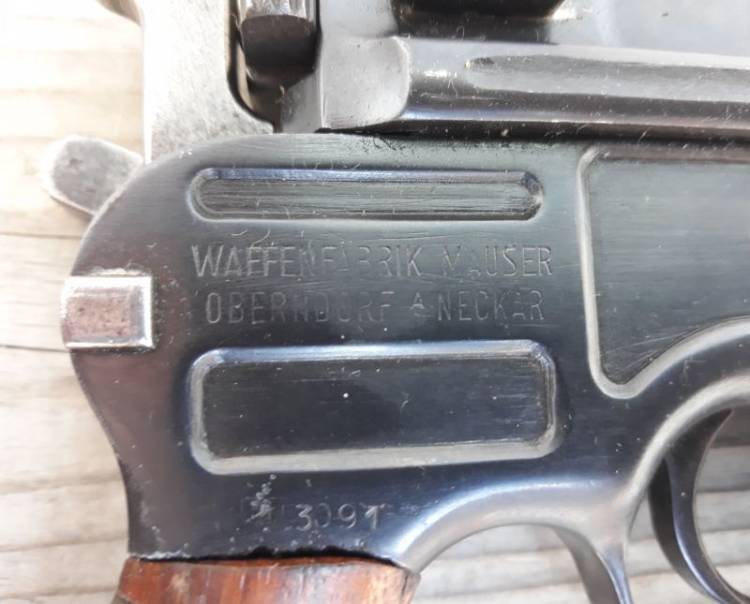 WAFFENFABRIK MAUSER
OBERNDORF A NECKAR
3091